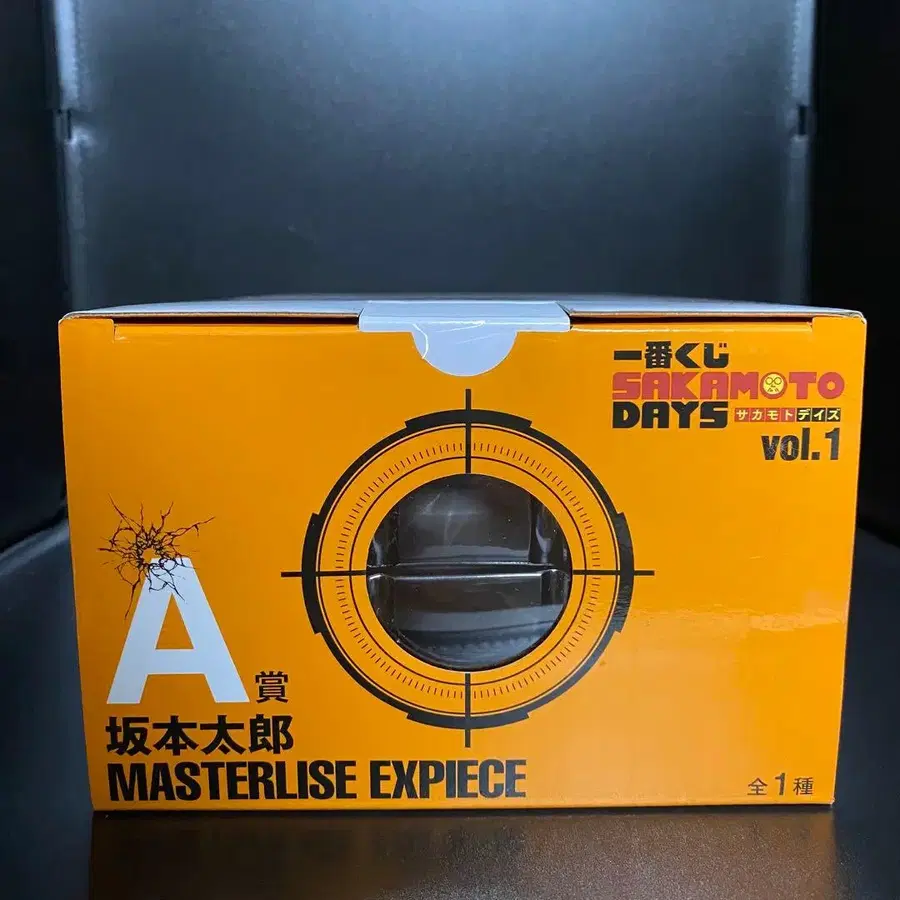 一番くじ
SAKAMOTO
DAYS サカモトデイズ
vol.1
A賞
坂本太郎
MASTERLISE EXPIECE
全1種